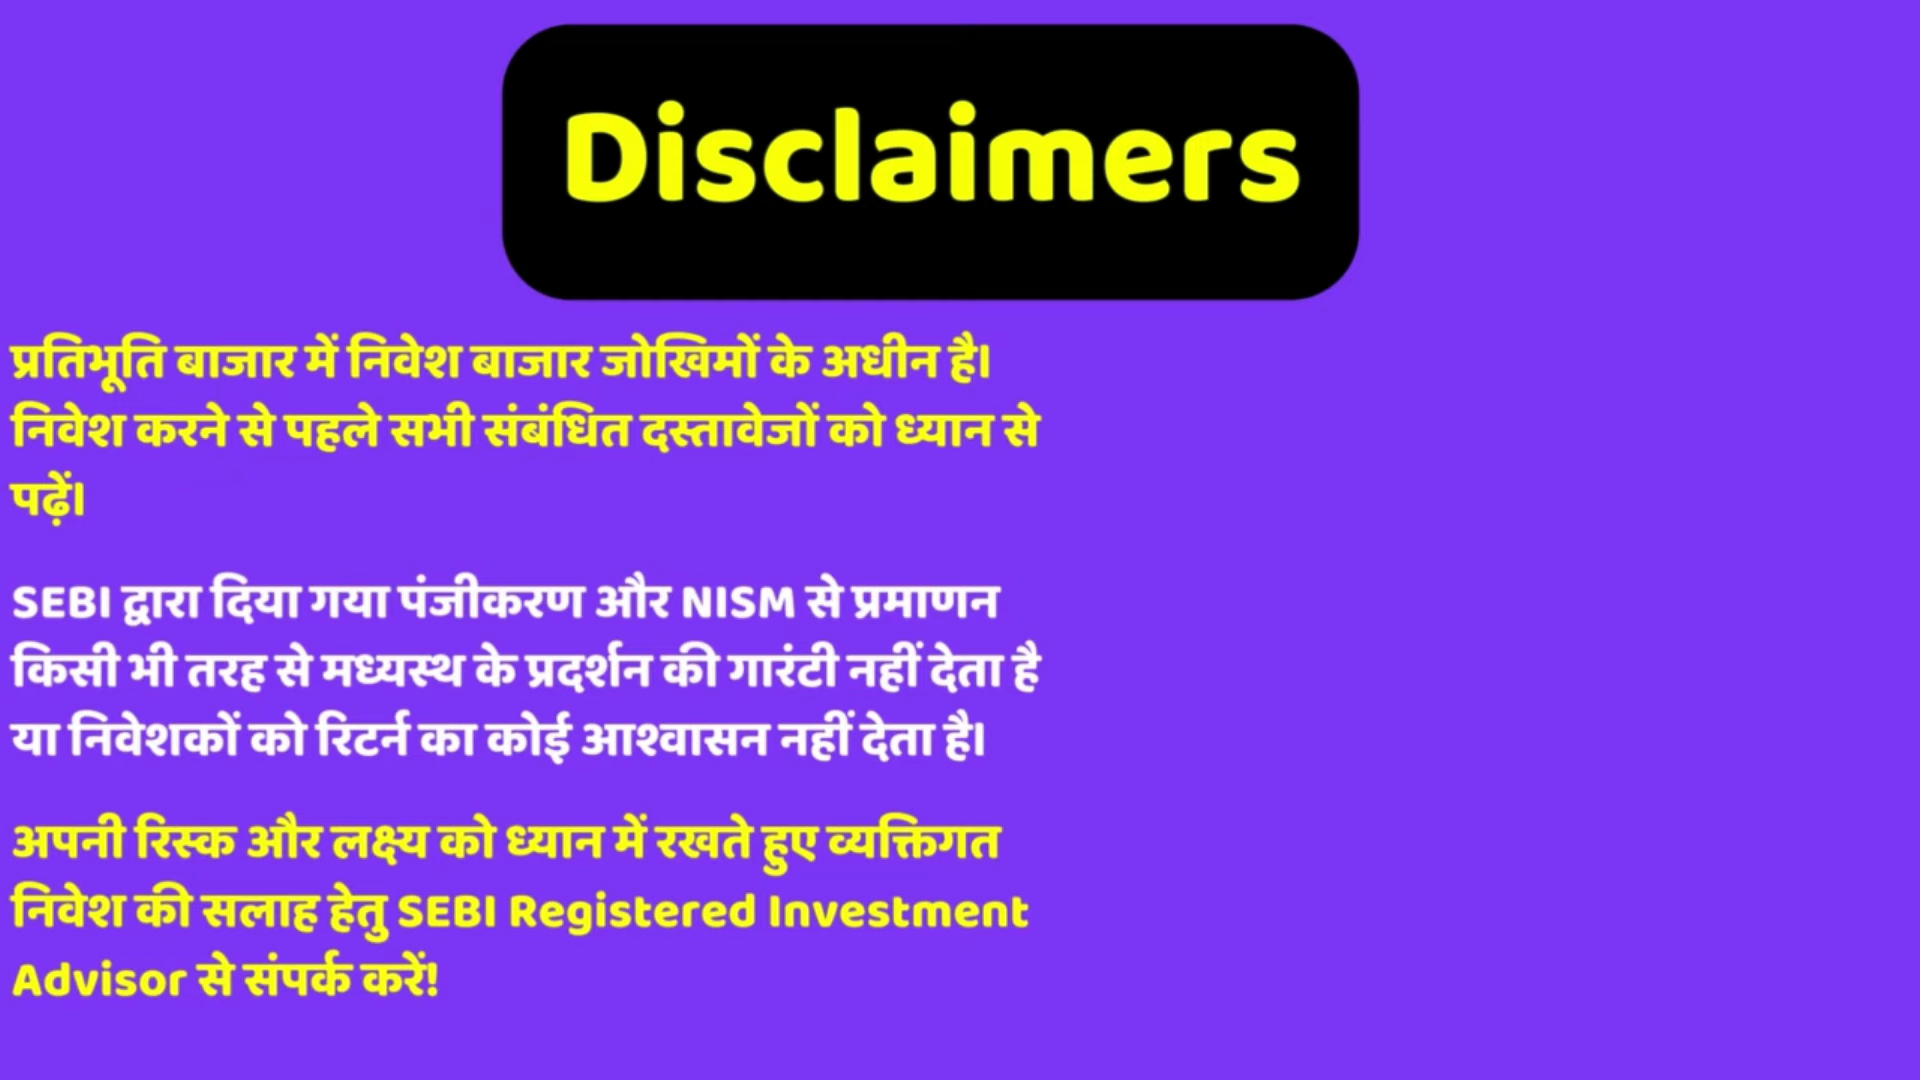 Disclaimers
प्रतिभूति बाजार में निवेश बाजार जोखिमों के अधीन है।
निवेश करने से पहले सभी संबंधित दस्तावेजों को ध्यान से
पढ़ें।
SEBI द्वारा दिया गया पंजीकरण और NISM से प्रमाणन
किसी भी तरह से मध्यस्थ के प्रदर्शन की गारंटी नहीं देता है
या निवेशकों को रिटर्न का कोई आश्वासन नहीं देता है।
अपनी रिस्क और लक्ष्य को ध्यान में रखते हुए व्यक्तिगत
निवेश की सलाह हेतु SEBI Registered Investment
Advisor से संपर्क करें!